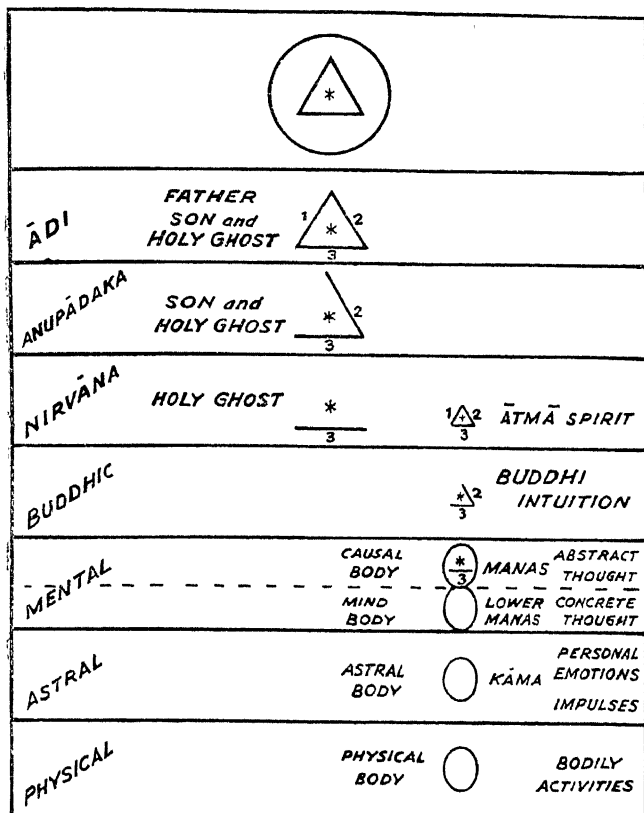 ĀDI
FATHER
SON and
HOLY GHOST
1 2
3
ANUPĀDAKA
SON and
HOLY GHOST
2
3
NIRVĀNA
HOLY GHOST
3
1 2
3
ĀTMĀ SPIRIT
BUDDHIC
2
3
BUDDHI
INTUITION
MENTAL
CAUSAL
BODY
3
MANAS
ABSTRACT
THOUGHT
MIND
BODY
LOWER
MANAS
CONCRETE
THOUGHT
ASTRAL
ASTRAL
BODY
KĀMA
PERSONAL
EMOTIONS
IMPULSES
PHYSICAL
PHYSICAL
BODY
BODILY
ACTIVITIES